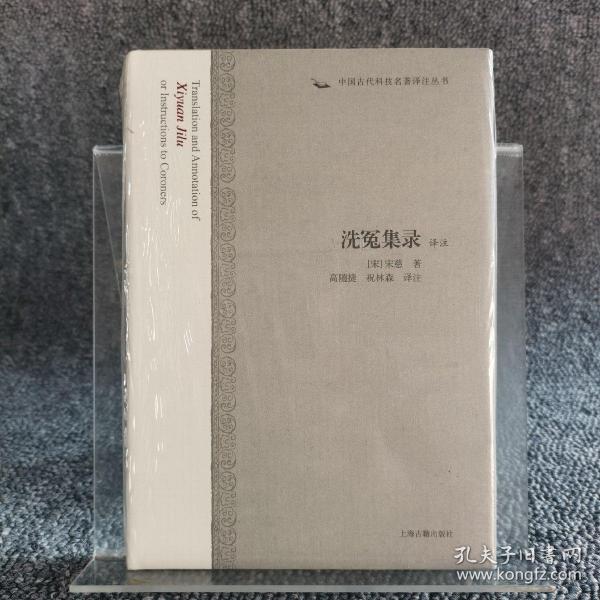 中国古代科技名著译注丛书
Translation and Annotation of
Xiyuan Jilu
or Instructions to Coroners
洗冤集录 译注
[宋]宋慈 著
高随捷 祝林森 译注
上海古籍出版社
孔夫子旧書网
www.kongfz.com